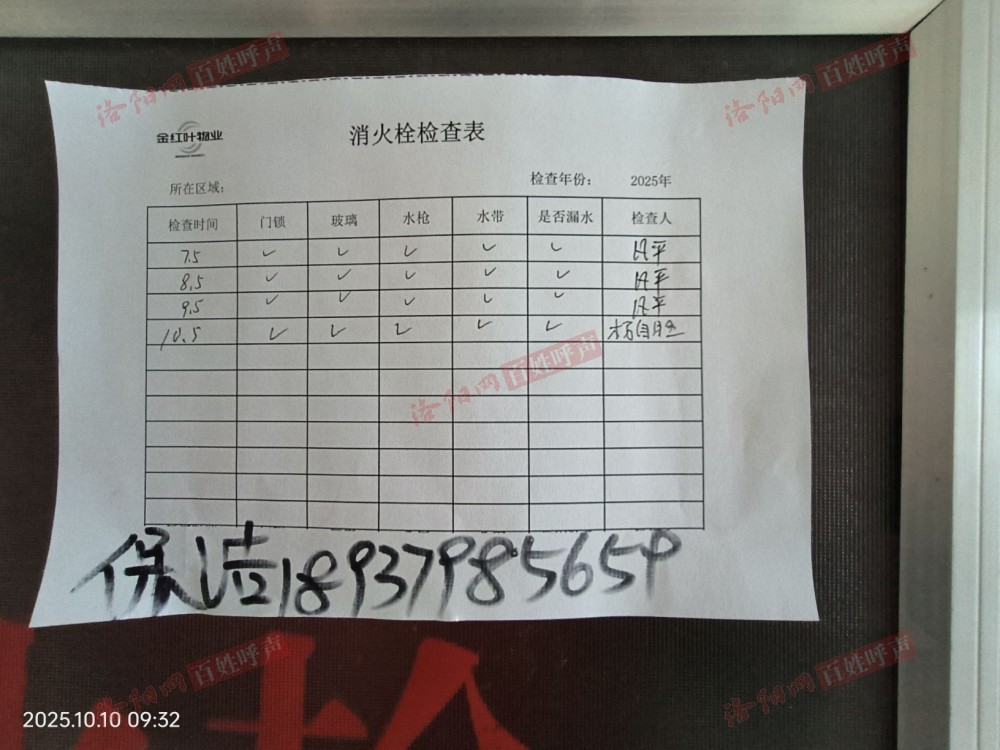 洛阳网 百姓呼声
洛阳网 百姓呼声
金红叶物业
消火栓检查表
所在区域： 检查年份： 2025年
检查时间 门锁 玻璃 水枪 水带 是否漏水 检查人
7.5 ✓ ✓ ✓ ✓ ✓
8.5 ✓ ✓ ✓ ✓ ✓
9.5 ✓ ✓ ✓ ✓ ✓
10.5 ✓ ✓ ✓ ✓ ✓
洛阳网 百姓呼声
保洁18937985659
洛阳网 百姓呼声
洛阳网 百姓呼声
2025.10.10 09:32